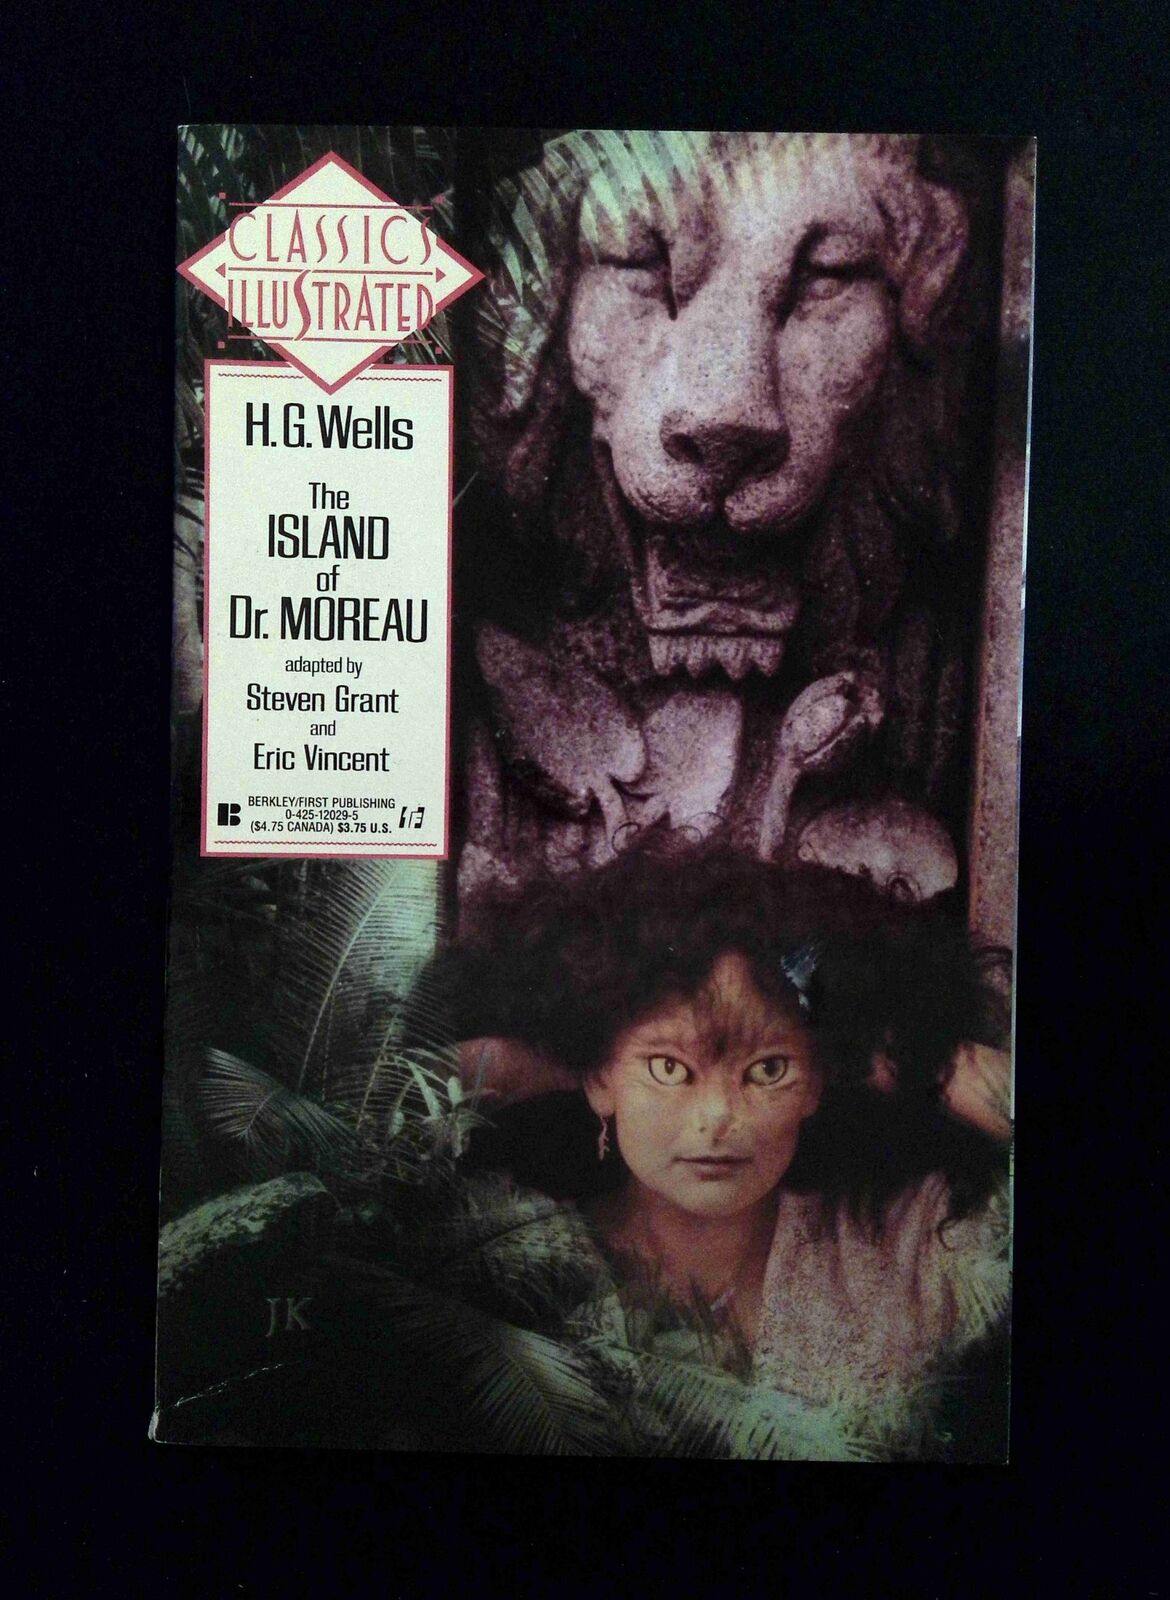 CLASSICS
ILLUSTRATED
H.G. Wells
The
ISLAND
of
Dr. MOREAU
adapted by
Steven Grant
and
Eric Vincent
BERKLEY/FIRST PUBLISHING
0-425-12029-5
($4.75 CANADA) $3.75 U.S.
JK